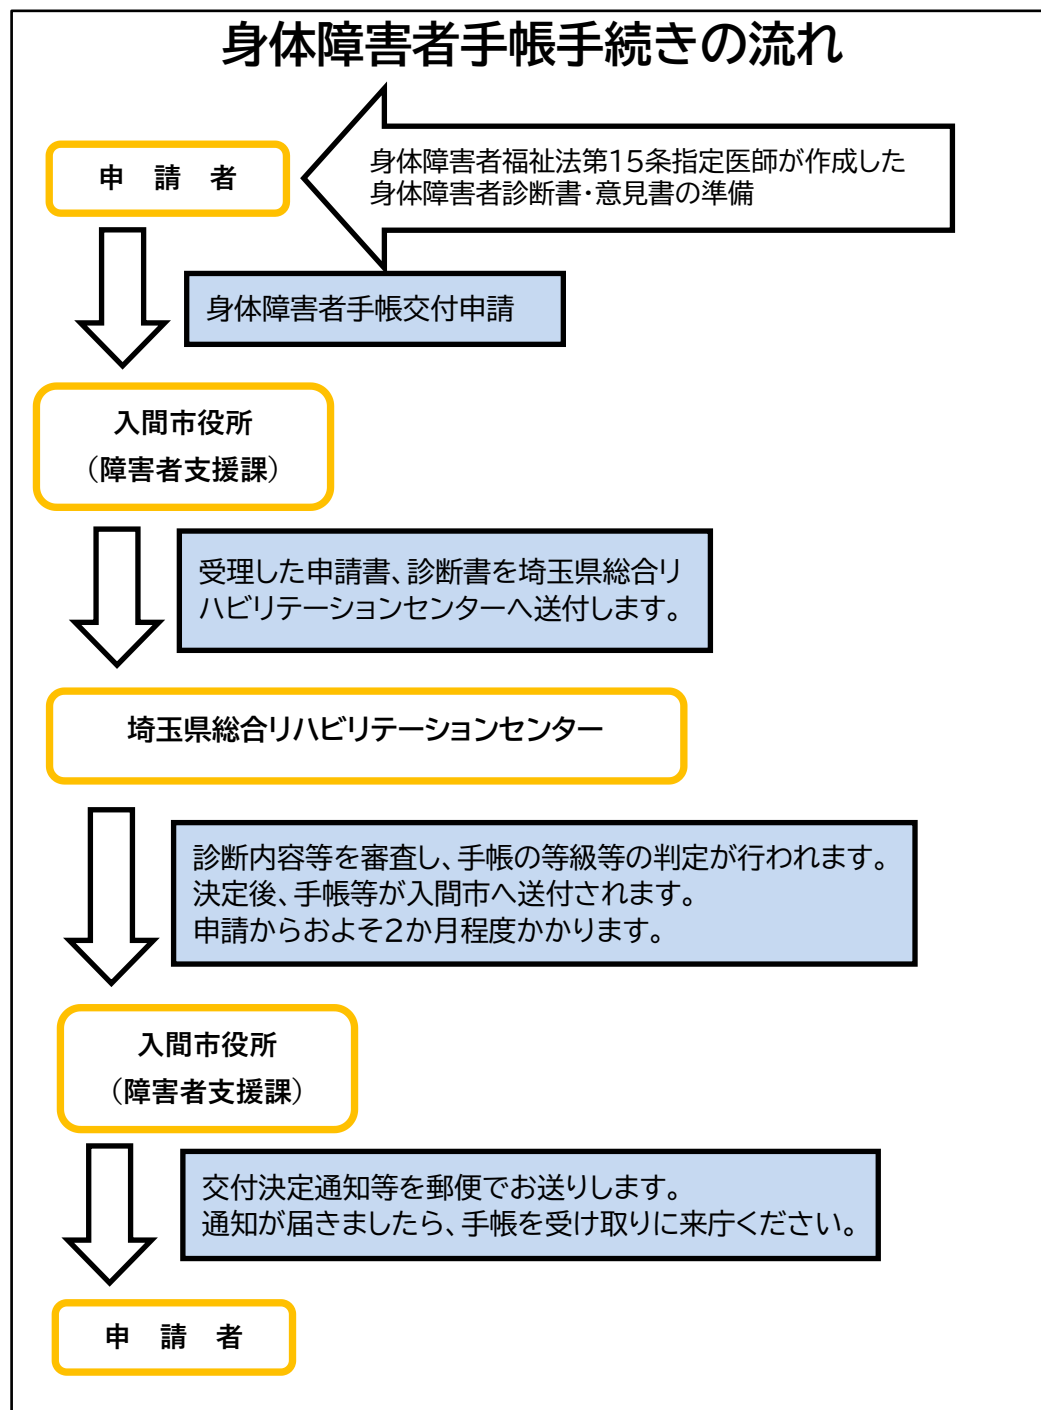 身体障害者手帳手続きの流れ
申　請　者
身体障害者福祉法第15条指定医師が作成した
身体障害者診断書・意見書の準備
身体障害者手帳交付申請
入間市役所
（障害者支援課）
受理した申請書、診断書を埼玉県総合リ
ハビリテーションセンターへ送付します。
埼玉県総合リハビリテーションセンター
診断内容等を審査し、手帳の等級等の判定が行われます。
決定後、手帳等が入間市へ送付されます。
申請からおよそ2か月程度かかります。
入間市役所
（障害者支援課）
交付決定通知等を郵便でお送りします。
通知が届きましたら、手帳を受け取りに来庁ください。
申　請　者